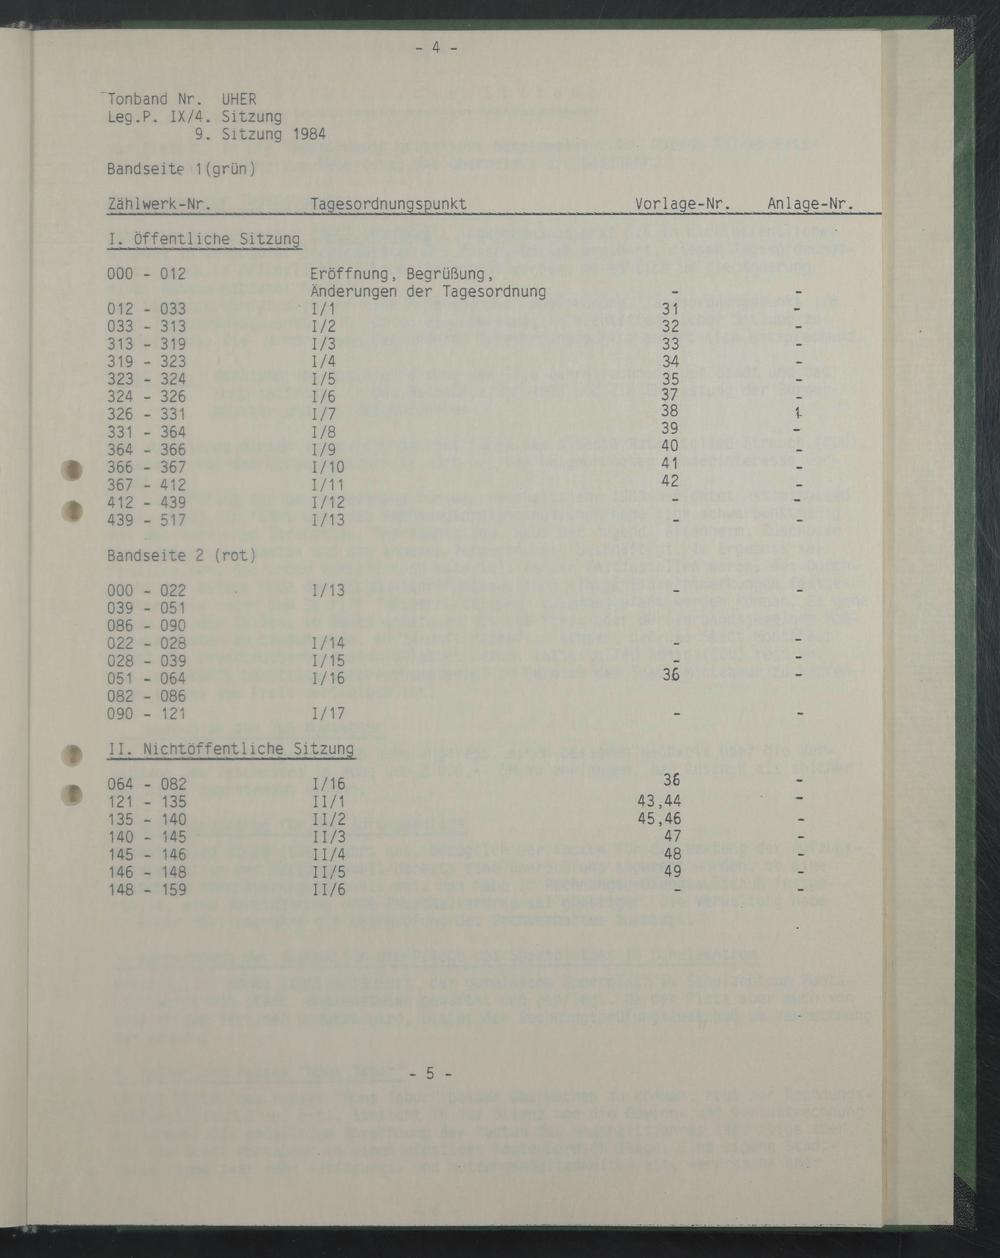 - 4 -
Tonband Nr. UHER
Leg.P. IX/4. Sitzung
9. Sitzung 1984
Bandseite 1(grün)
Zählwerk-Nr. Tagesordnungspunkt Vorlage-Nr. Anlage-Nr.
I. Öffentliche Sitzung
000 - 012 Eröffnung, Begrüßung,
Änderungen der Tagesordnung - -
012 - 033 I/1 31 -
033 - 313 I/2 32 -
313 - 319 I/3 33 -
319 - 323 I/4 34 -
323 - 324 I/5 35 -
324 - 326 I/6 37 -
326 - 331 I/7 38 1
331 - 364 I/8 39 -
364 - 366 I/9 40 -
366 - 367 I/10 41 -
367 - 412 I/11 42 -
412 - 439 I/12 - -
439 - 517 I/13 - -
Bandseite 2 (rot)
000 - 022 I/13 - -
039 - 051
086 - 090
022 - 028 I/14 - -
028 - 039 I/15 - -
051 - 064 I/16 36 -
082 - 086
090 - 121 I/17 - -
II. Nichtöffentliche Sitzung
064 - 082 I/16 36 -
121 - 135 II/1 43,44 -
135 - 140 II/2 45,46 -
140 - 145 II/3 47 -
145 - 146 II/4 48 -
146 - 148 II/5 49 -
148 - 159 II/6 - -
- 5 -